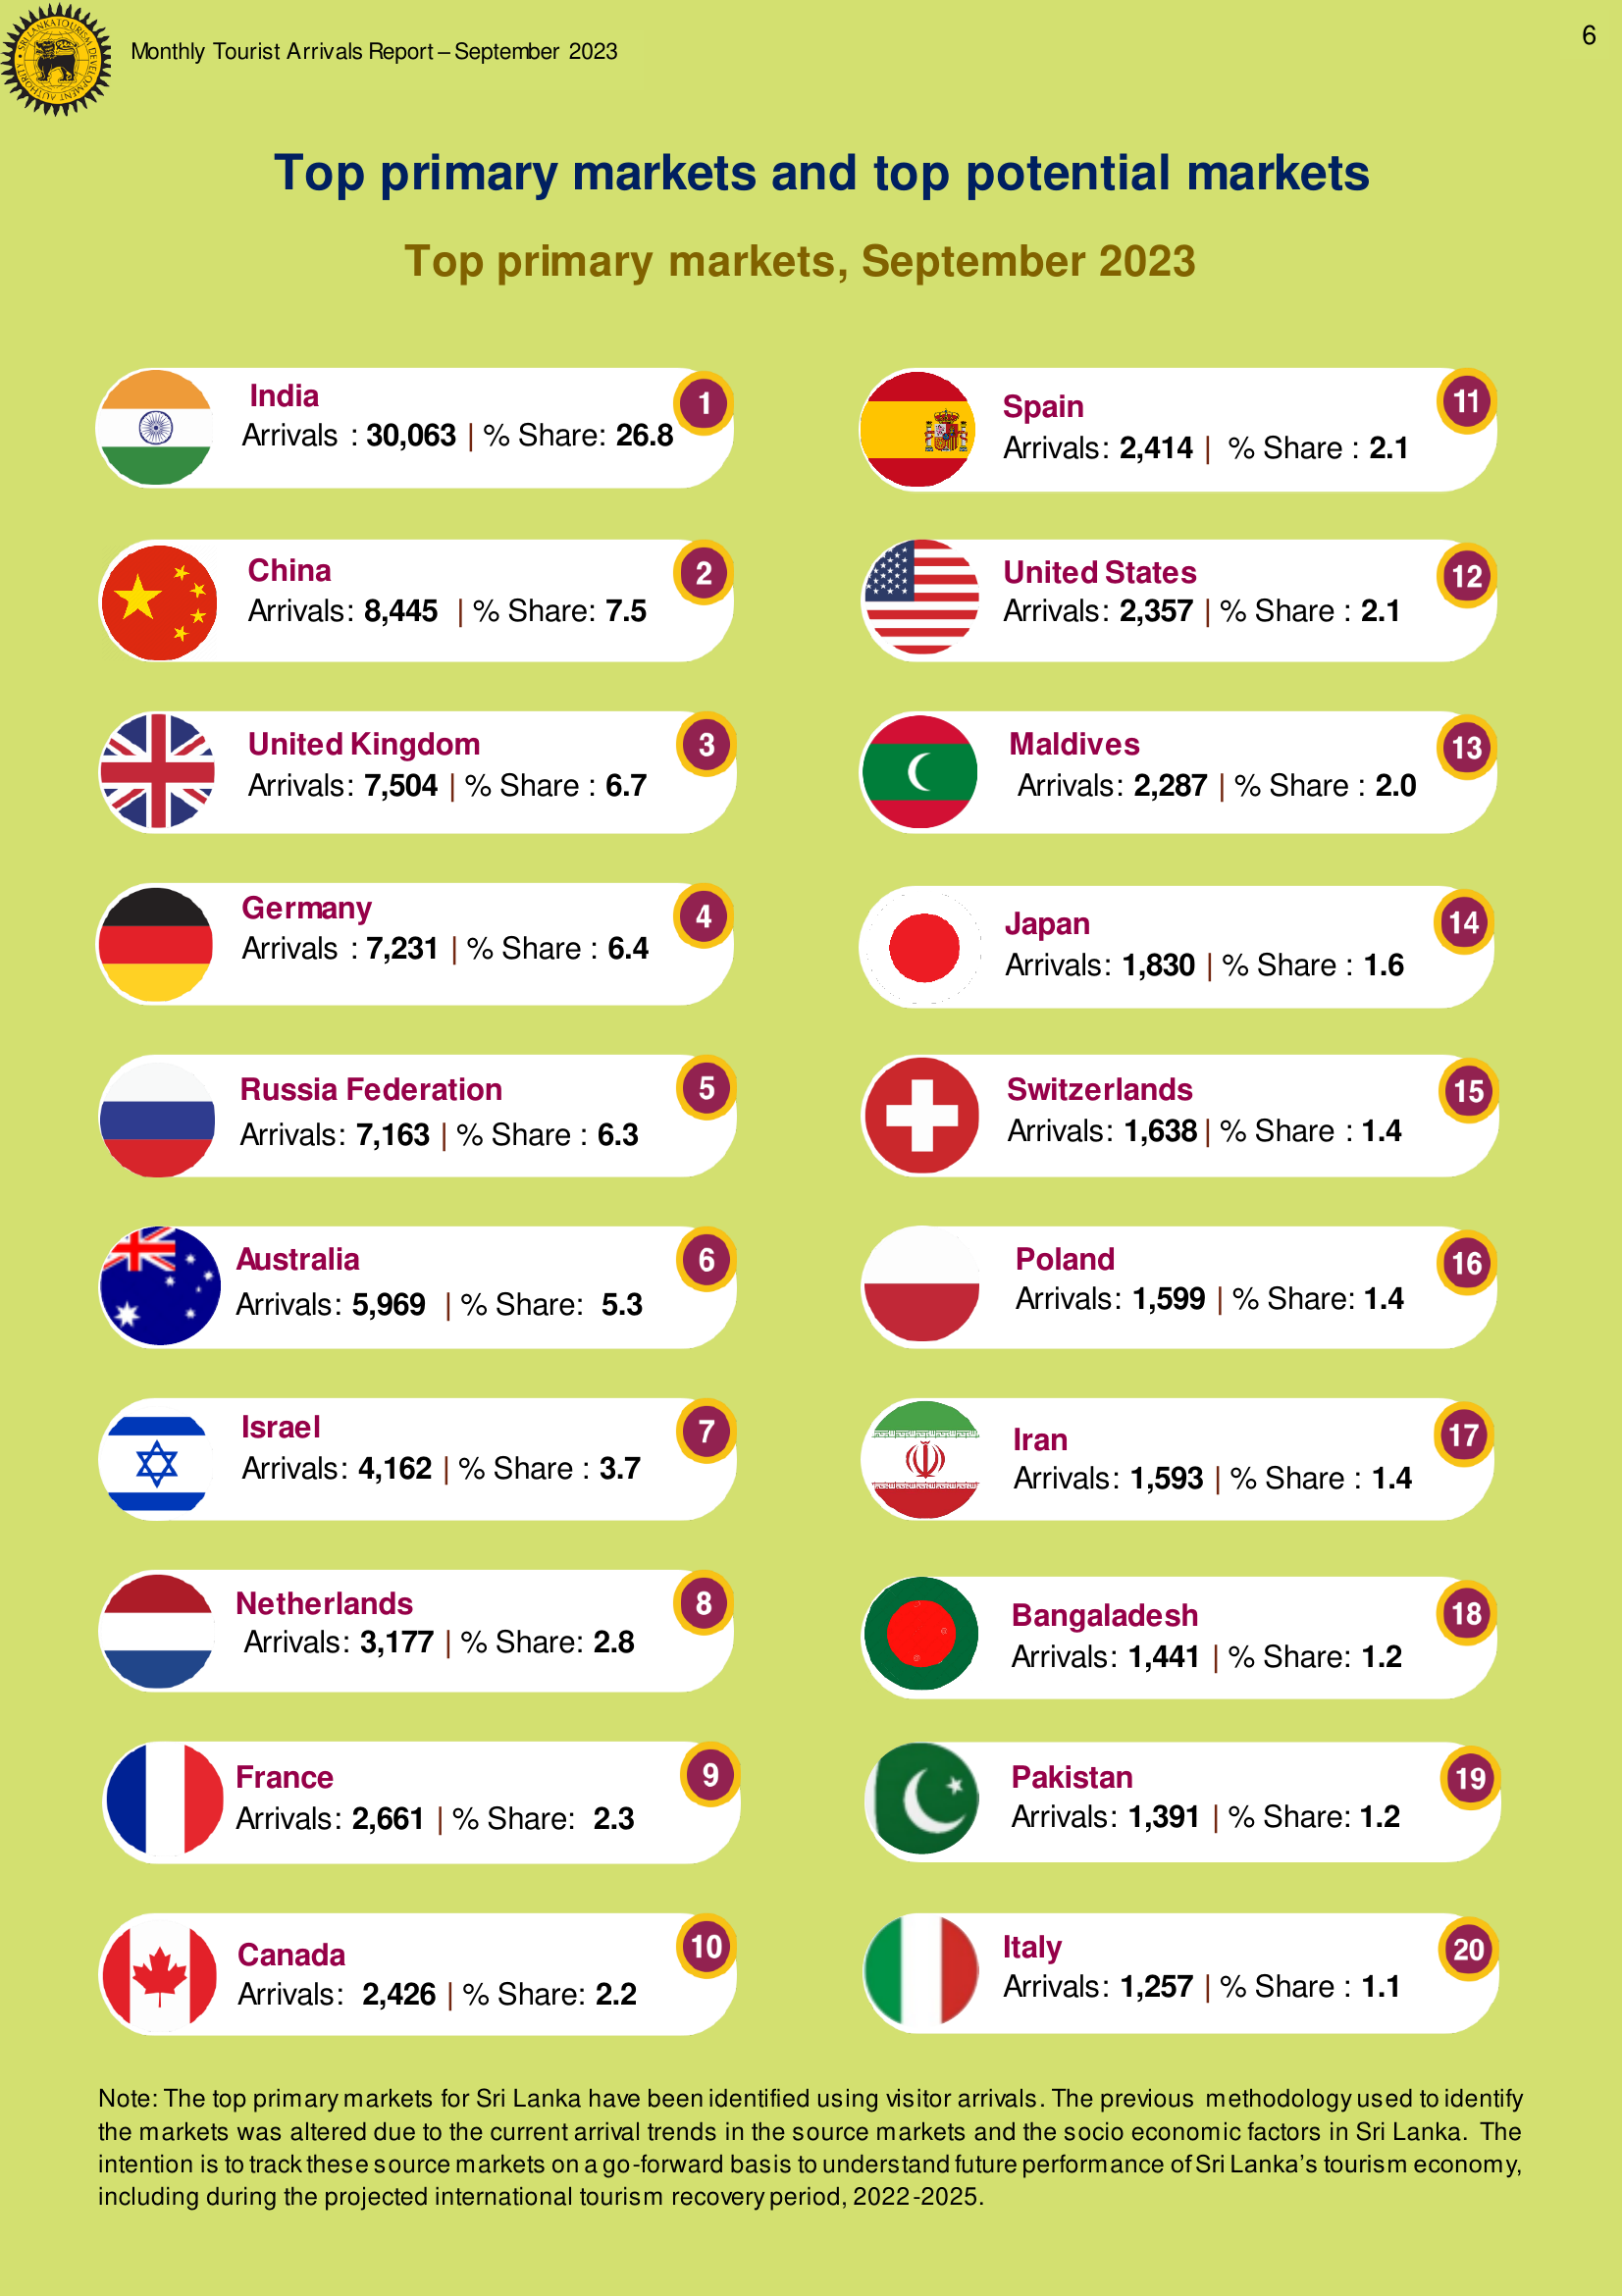 SRI LANKA TOURISM DEVELOPMENT AUTHORITY
Monthly Tourist Arrivals Report – September 2023
6
Top primary markets and top potential markets
Top primary markets, September 2023
India
Arrivals : 30,063 | % Share: 26.8
1
China
Arrivals: 8,445 | % Share: 7.5
2
United Kingdom
Arrivals: 7,504 | % Share : 6.7
3
Germany
Arrivals : 7,231 | % Share : 6.4
4
Russia Federation
Arrivals: 7,163 | % Share : 6.3
5
Australia
Arrivals: 5,969 | % Share: 5.3
6
Israel
Arrivals: 4,162 | % Share : 3.7
7
Netherlands
Arrivals: 3,177 | % Share: 2.8
8
France
Arrivals: 2,661 | % Share: 2.3
9
Canada
Arrivals: 2,426 | % Share: 2.2
10
Spain
Arrivals: 2,414 | % Share : 2.1
11
United States
Arrivals: 2,357 | % Share : 2.1
12
Maldives
Arrivals: 2,287 | % Share : 2.0
13
Japan
Arrivals: 1,830 | % Share : 1.6
14
Switzerlands
Arrivals: 1,638 | % Share : 1.4
15
Poland
Arrivals: 1,599 | % Share: 1.4
16
Iran
Arrivals: 1,593 | % Share : 1.4
17
Bangaladesh
Arrivals: 1,441 | % Share: 1.2
18
Pakistan
Arrivals: 1,391 | % Share: 1.2
19
Italy
Arrivals: 1,257 | % Share : 1.1
20
Note: The top primary markets for Sri Lanka have been identified using visitor arrivals. The previous methodology used to identify
the markets was altered due to the current arrival trends in the source markets and the socio economic factors in Sri Lanka. The
intention is to track these source markets on a go-forward basis to understand future performance of Sri Lanka’s tourism economy,
including during the projected international tourism recovery period, 2022-2025.